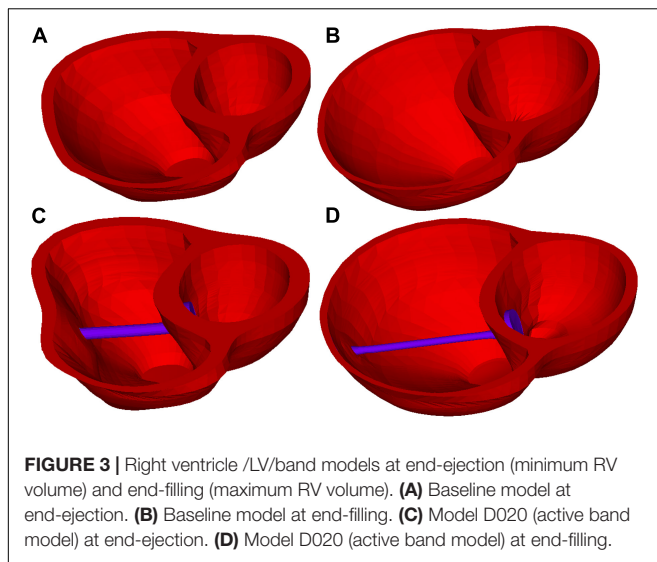 A
B
C
D
FIGURE 3 | Right ventricle /LV/band models at end-ejection (minimum RV
volume) and end-filling (maximum RV volume). (A) Baseline model at
end-ejection. (B) Baseline model at end-filling. (C) Model D020 (active band
model) at end-ejection. (D) Model D020 (active band model) at end-filling.